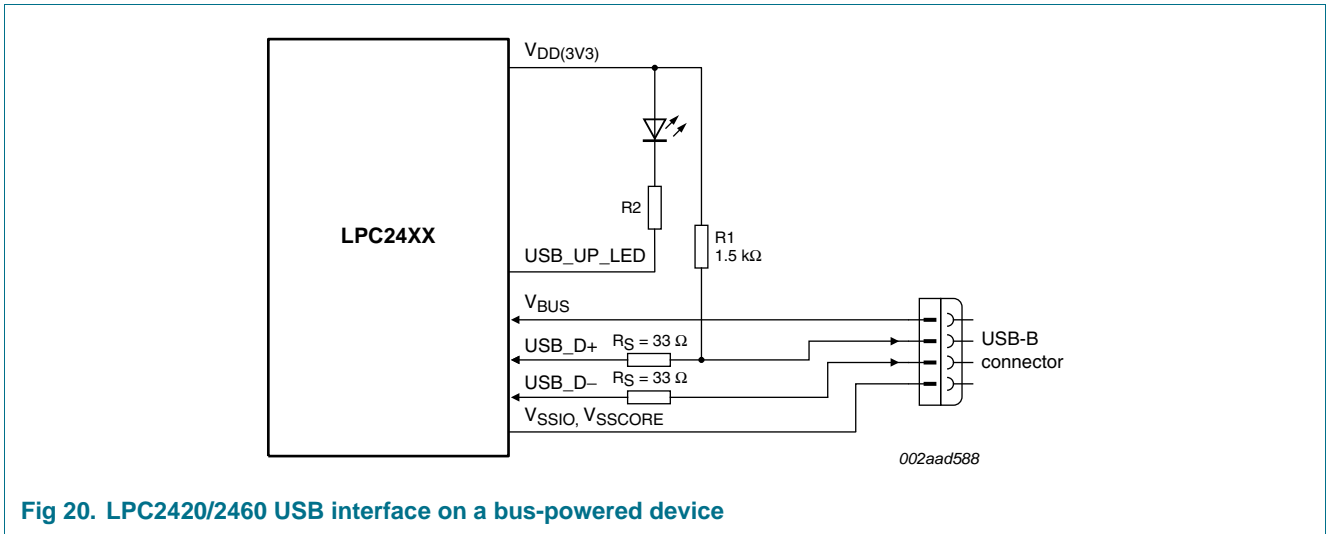 VDD(3V3)
R2
LPC24XX
R1
1.5 kΩ
USB_UP_LED
VBUS
USB_D+ RS = 33 Ω
USB-B
connector
USB_D− RS = 33 Ω
VSSIO, VSSCORE
002aad588
Fig 20. LPC2420/2460 USB interface on a bus-powered device